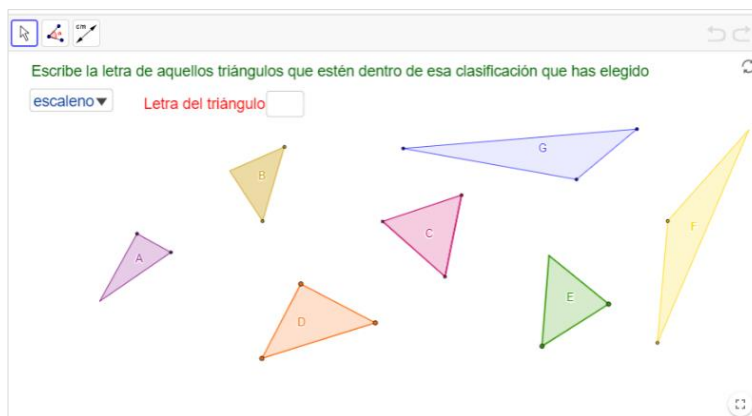 cm
Escribe la letra de aquellos triángulos que estén dentro de esa clasificación que has elegido
escaleno▼ Letra del triángulo
B
G
C
F
A
E
D